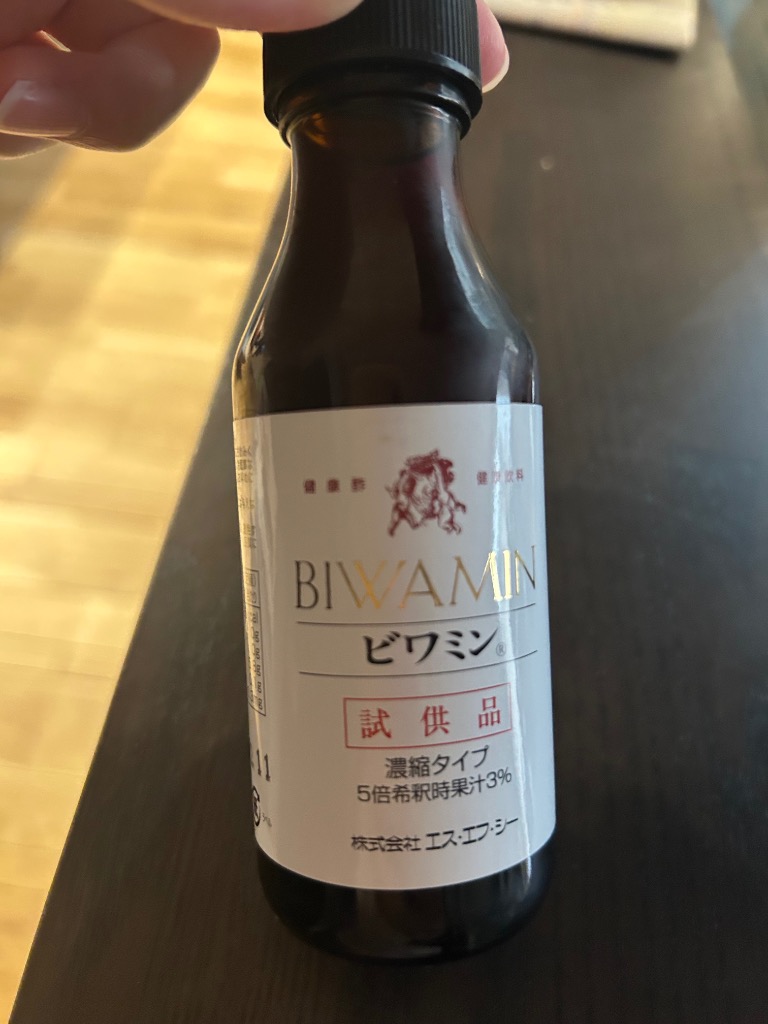 健康酢 健康飲料
BIWAMIN
ビワミン®
試供品
濃縮タイプ
5倍希釈時果汁3%
株式会社 エス・エフ・シー
11